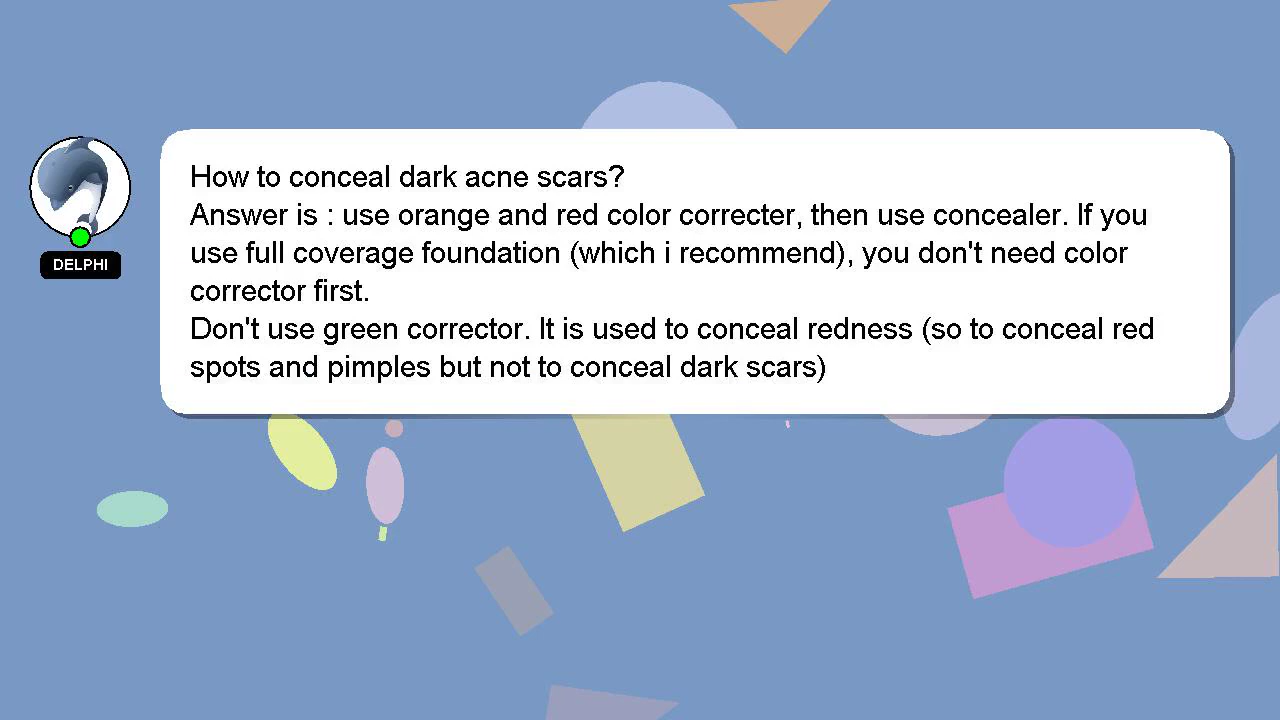 How to conceal dark acne scars?
Answer is : use orange and red color correcter, then use concealer. If you
use full coverage foundation (which i recommend), you don't need color
corrector first.
Don't use green corrector. It is used to conceal redness (so to conceal red
spots and pimples but not to conceal dark scars)
DELPHI